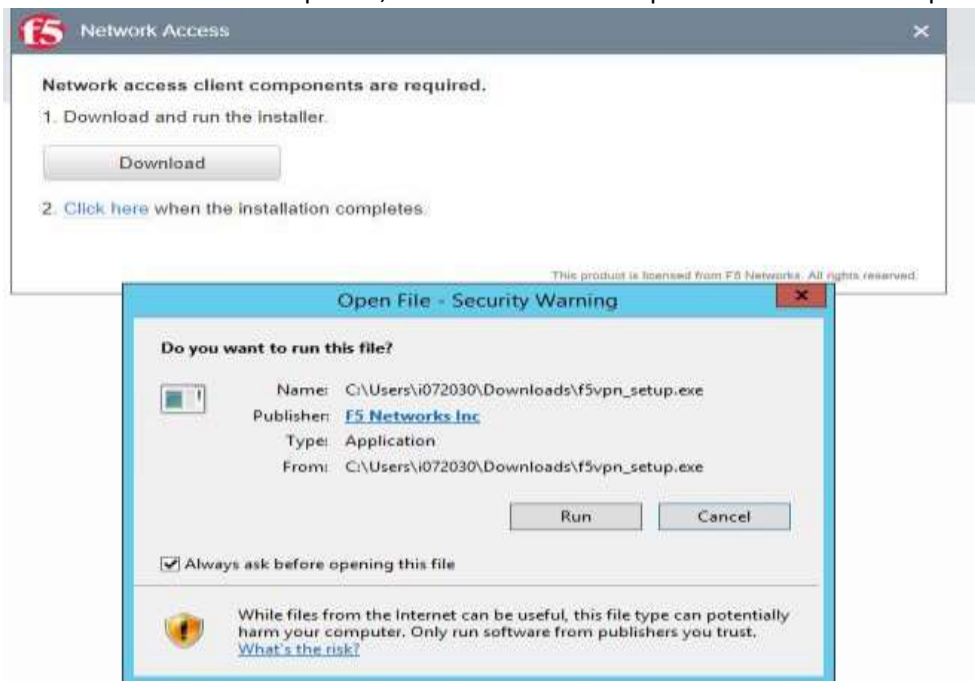 f5 Network Access
Network access client components are required.
1. Download and run the installer.
Download
2. Click here when the installation completes.
This product is licensed from F5 Networks. All rights reserved.
Open File - Security Warning
Do you want to run this file?
Name: C:\Users\i072030\Downloads\f5vpn_setup.exe
Publisher: F5 Networks Inc
Type: Application
From: C:\Users\i072030\Downloads\f5vpn_setup.exe
Run Cancel
Always ask before opening this file
While files from the Internet can be useful, this file type can potentially
harm your computer. Only run software from publishers you trust.
What's the risk?